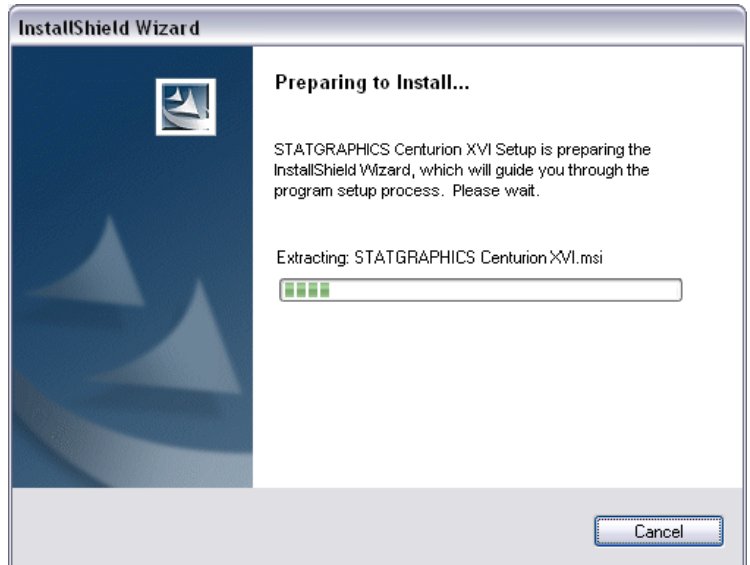 InstallShield Wizard
Preparing to Install...
STATGRAPHICS Centurion XVI Setup is preparing the
InstallShield Wizard, which will guide you through the
program setup process. Please wait.
Extracting: STATGRAPHICS Centurion XVI.msi
Cancel